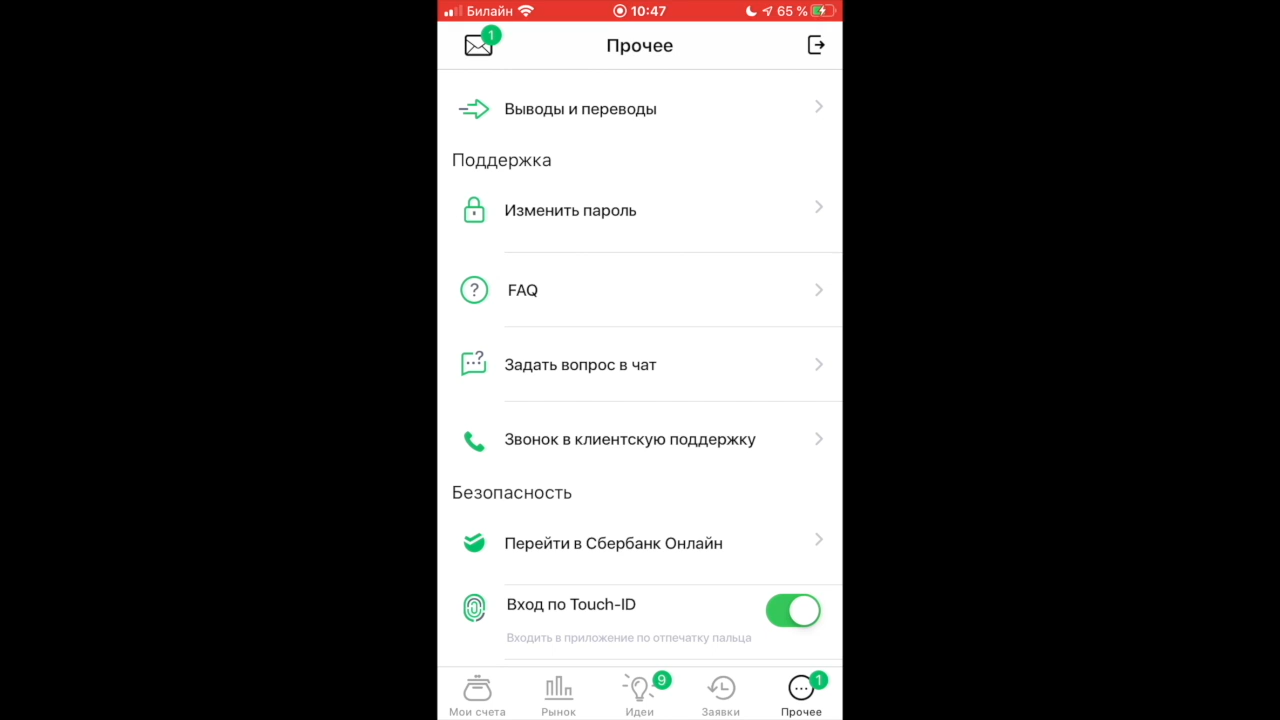 Билайн 10:47 65 %
1
Прочее
Выводы и переводы
Поддержка
Изменить пароль
? FAQ
? Задать вопрос в чат
Звонок в клиентскую поддержку
Безопасность
Перейти в Сбербанк Онлайн
Вход по Touch-ID
Входить в приложение по отпечатку пальца
9 1
Мои счета Рынок Идеи Заявки Прочее